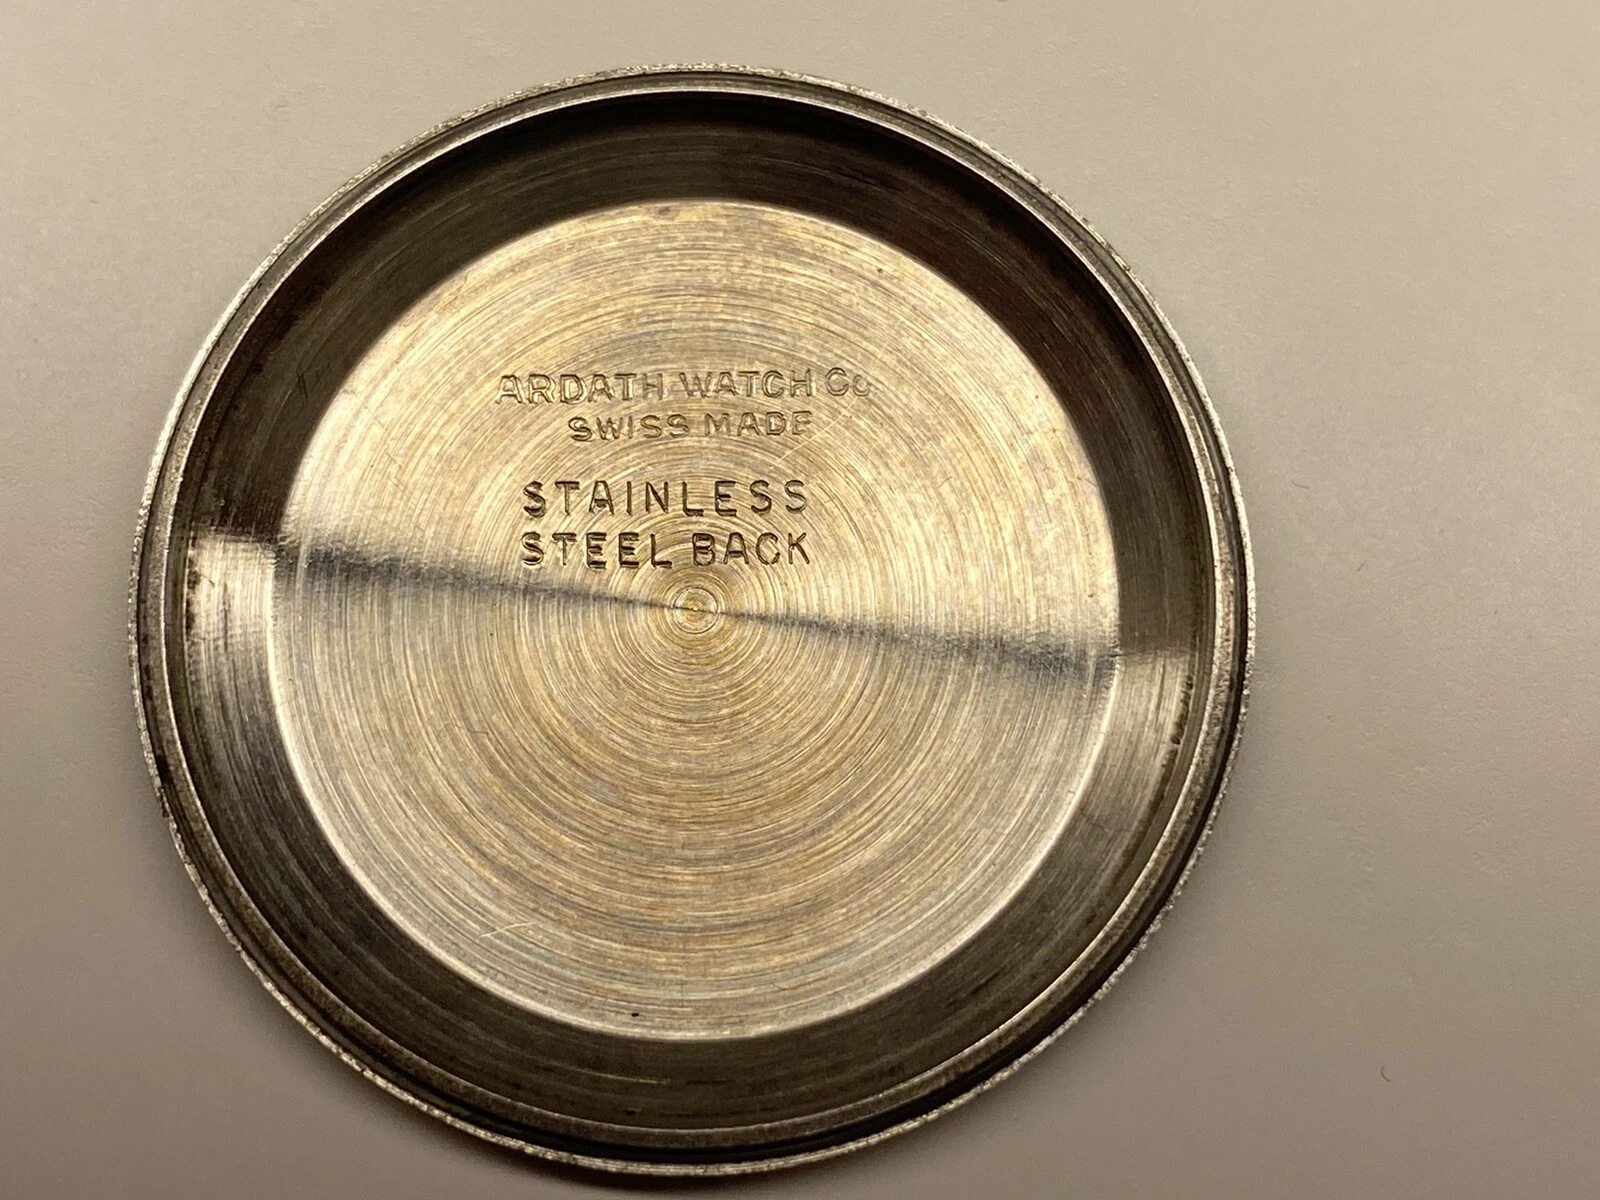 ARDATH WATCH Co
SWISS MADE
STAINLESS
STEEL BACK